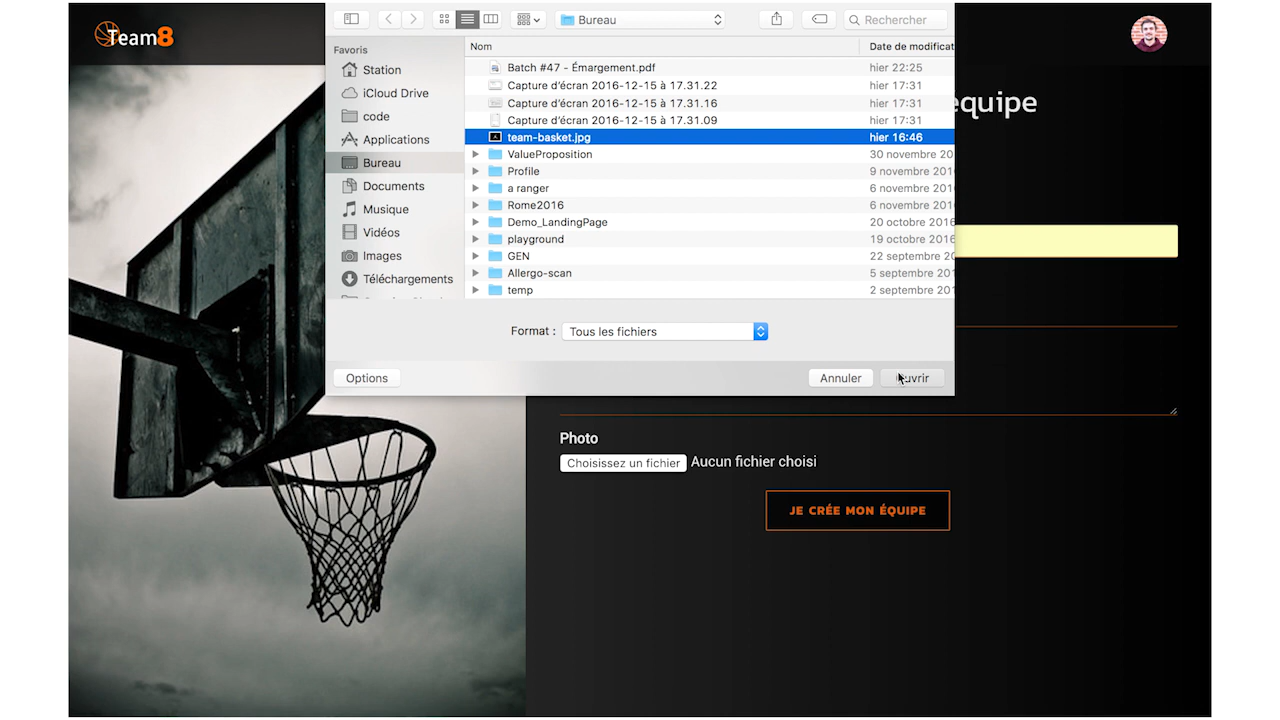 Team8
Bureau
Rechercher
équipe
Favoris
Station
iCloud Drive
code
Applications
Bureau
Documents
Musique
Vidéos
Images
Téléchargements
Nom
Date de modificat
Batch #47 - Émargement.pdf
hier 22:25
Capture d'écran 2016-12-15 à 17.31.22
hier 17:31
Capture d'écran 2016-12-15 à 17.31.16
hier 17:31
Capture d'écran 2016-12-15 à 17.31.09
hier 17:31
team-basket.jpg
hier 16:46
ValueProposition
30 novembre 20
Profile
9 novembre 201
a ranger
6 novembre 201
Rome2016
6 novembre 201
Demo_LandingPage
20 octobre 2016
playground
19 octobre 2016
GEN
22 septembre 20
Allergo-scan
5 septembre 201
temp
2 septembre 201
Format :
Tous les fichiers
Options
Annuler
Ouvrir
Photo
Choisissez un fichier
Aucun fichier choisi
JE CRÉE MON ÉQUIPE